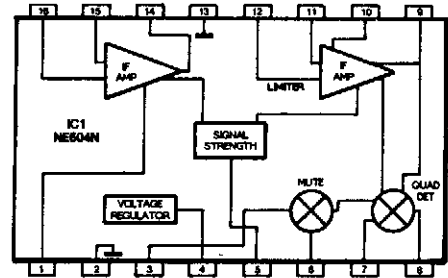 16 15 14 13 12 11 10 9
IF
AMP
IF
AMP
LIMITER
IC1
NE604N
SIGNAL
STRENGTH
MUTE
QUAD
DET
VOLTAGE
REGULATOR
1 2 3 4 5 6 7 8